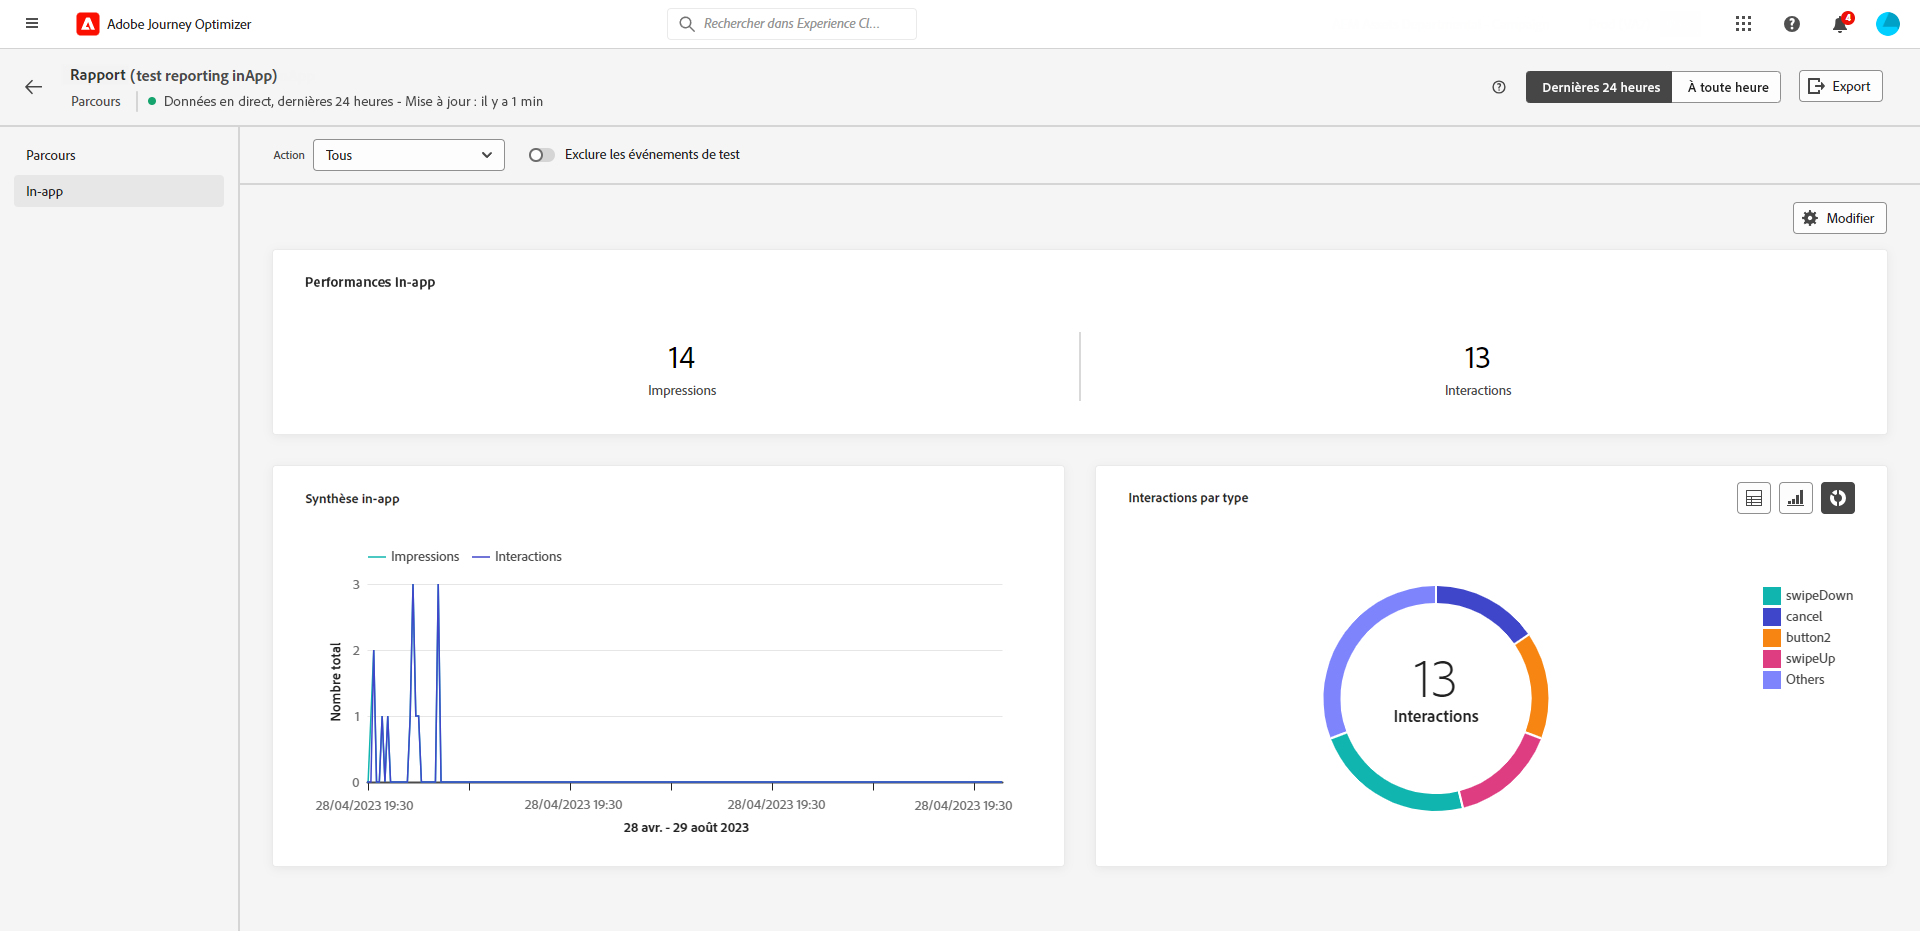 Adobe Journey Optimizer
Rechercher dans Experience Cl...
4
Rapport (test reporting inApp)
Parcours
Données en direct, dernières 24 heures - Mise à jour : il y a 1 min
Dernières 24 heures
À toute heure
Export
Parcours
In-app
Action
Tous
Exclure les événements de test
Modifier
Performances In-app
14
Impressions
13
Interactions
Synthèse in-app
Impressions
Interactions
3
2
1
0
Nombre total
28/04/2023 19:30
28/04/2023 19:30
28/04/2023 19:30
28/04/2023 19:30
28 avr. - 29 août 2023
Interactions par type
13
Interactions
swipeDown
cancel
button2
swipeUp
Others